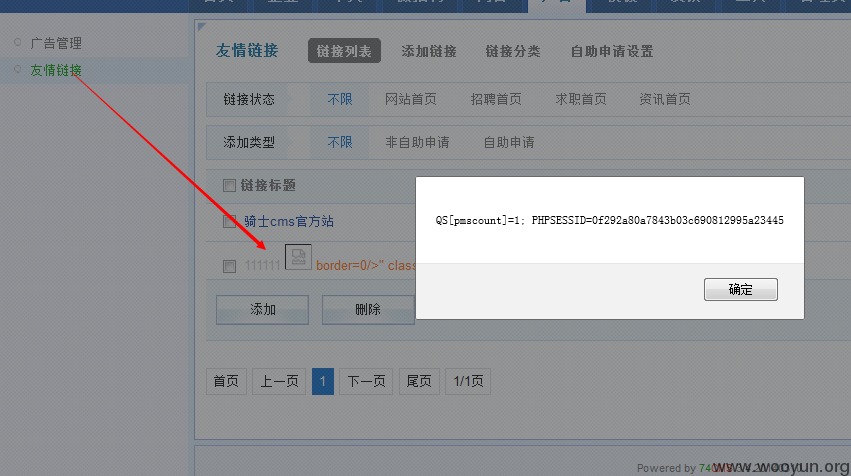 广告管理
友情链接
友情链接 链接列表 添加链接 链接分类 自助申请设置
链接状态 不限 网站首页 招聘首页 求职首页 资讯首页
添加类型 不限 非自助申请 自助申请
链接标题
骑士cms官方站
111111 border=0/>" clas
QS[pmscount]=1; PHPSESSID=0f292a80a7843b03c690812995a23445
确定
添加 删除
首页 上一页 1 下一页 尾页 1/1页
Powered by 74
www.wooyun.org